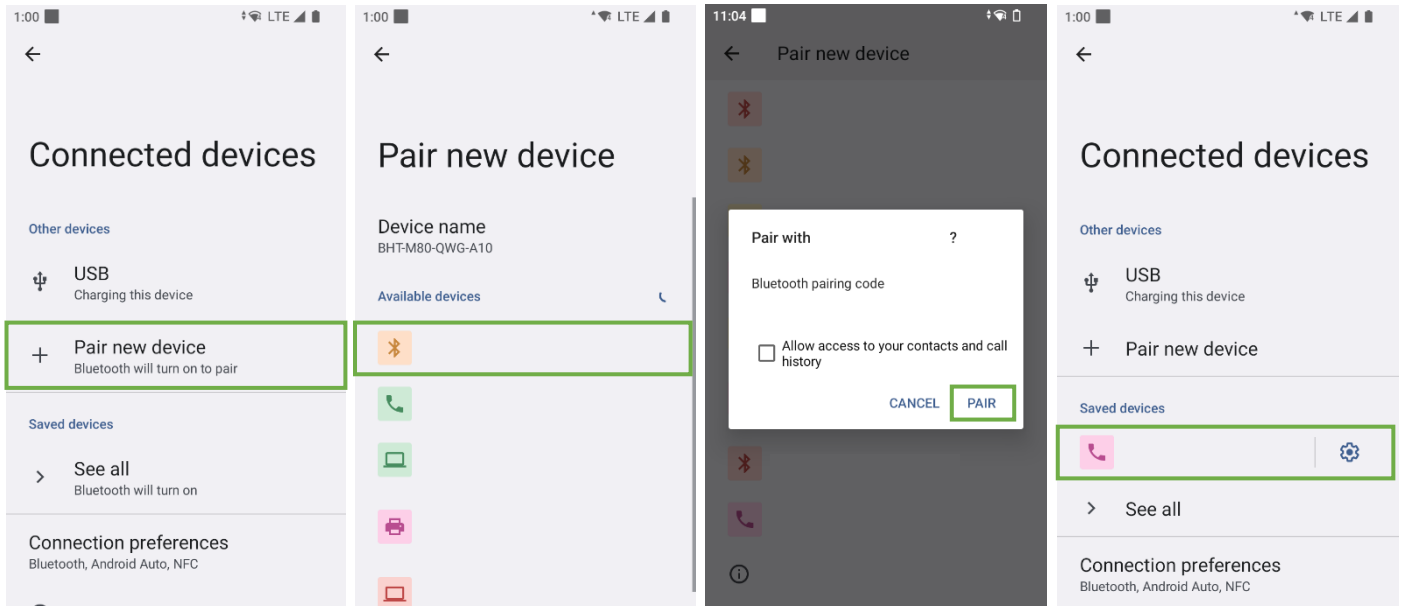 1:00
LTE
Connected devices
Other devices
USB
Charging this device
Pair new device
Bluetooth will turn on to pair
Saved devices
See all
Bluetooth will turn on
Connection preferences
Bluetooth, Android Auto, NFC
1:00
LTE
Pair new device
Device name
BHT-M80-QWG-A10
Available devices
11:04
Pair new device
Pair with ?
Bluetooth pairing code
Allow access to your contacts and call
history
CANCEL PAIR
1:00
LTE
Connected devices
Other devices
USB
Charging this device
Pair new device
Saved devices
See all
Connection preferences
Bluetooth, Android Auto, NFC